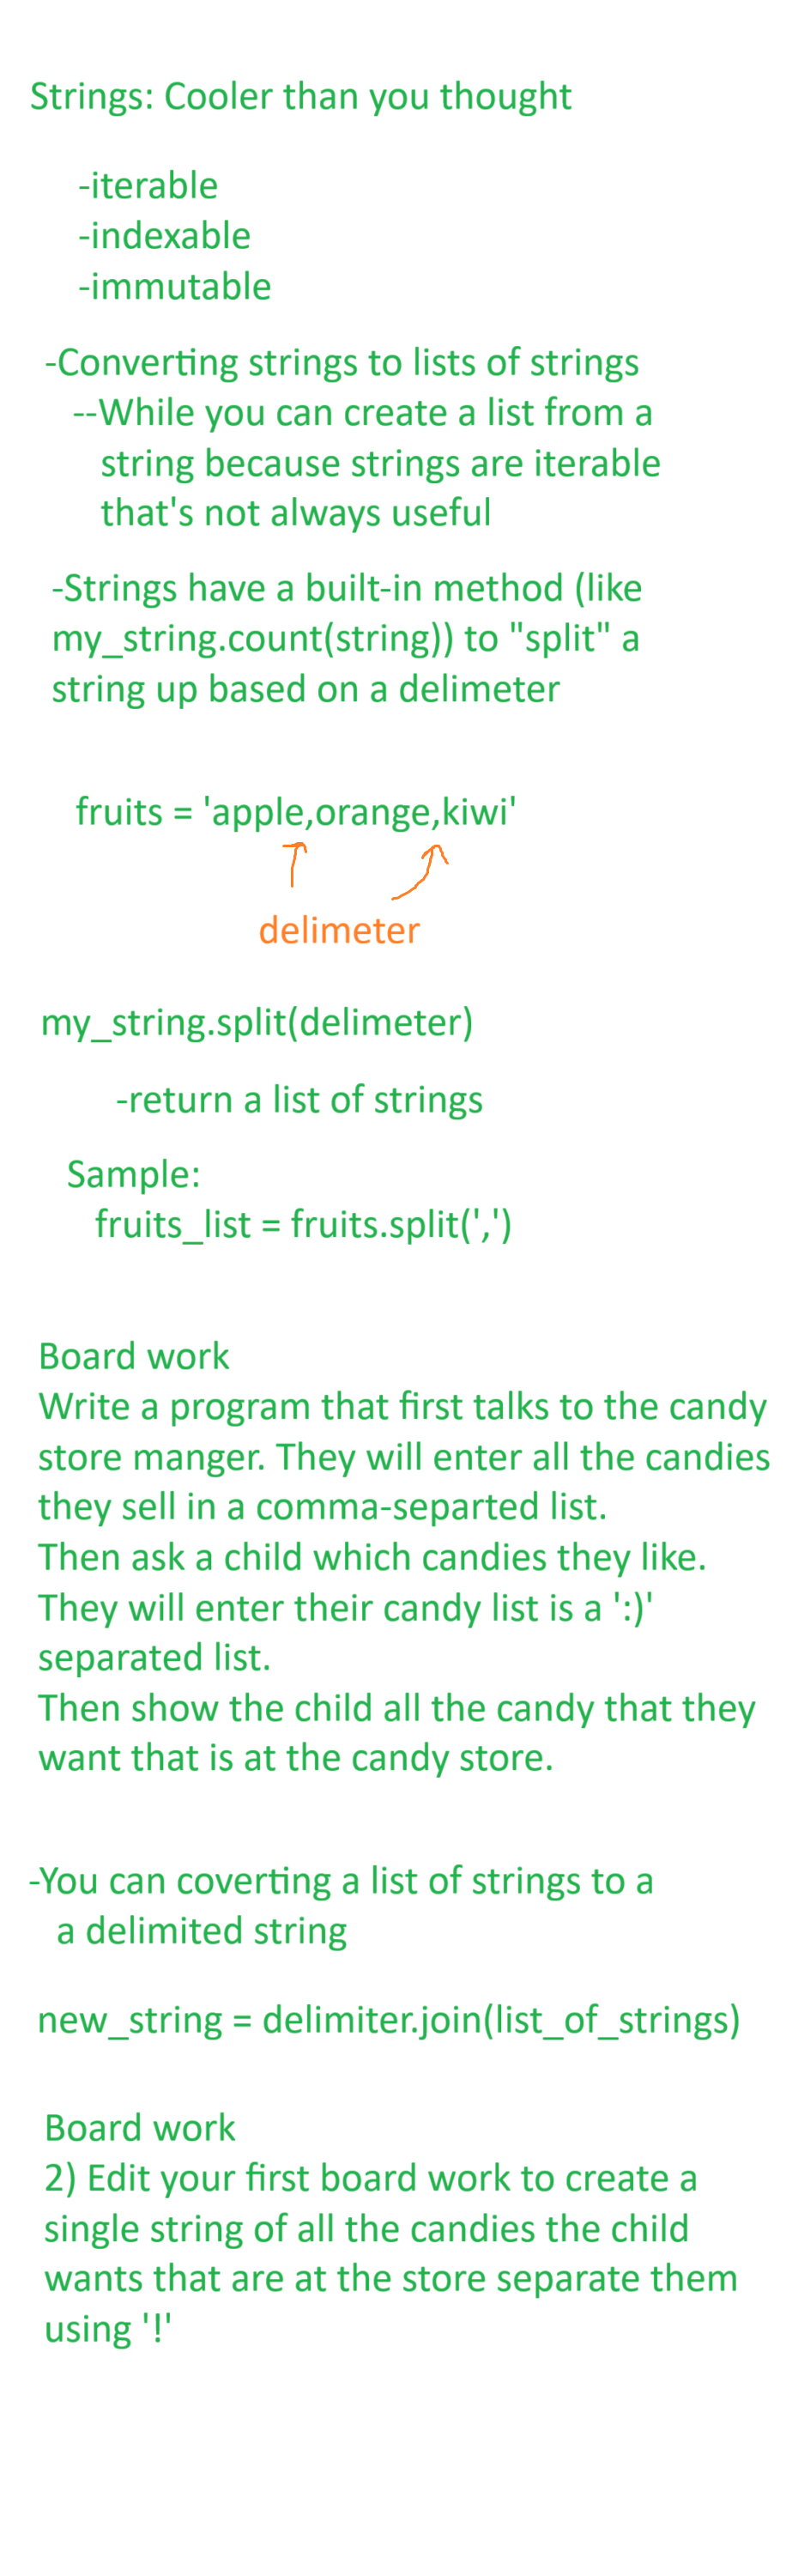 Strings: Cooler than you thought
-iterable
-indexable
-immutable
-Converting strings to lists of strings
--While you can create a list from a
string because strings are iterable
that's not always useful
-Strings have a built-in method (like
my_string.count(string)) to "split" a
string up based on a delimeter
fruits = 'apple,orange,kiwi'
delimeter
my_string.split(delimeter)
-return a list of strings
Sample:
fruits_list = fruits.split(',')
Board work
Write a program that first talks to the candy
store manger. They will enter all the candies
they sell in a comma-separted list.
Then ask a child which candies they like.
They will enter their candy list is a ':)'
separated list.
Then show the child all the candy that they
want that is at the candy store.
-You can coverting a list of strings to a
a delimited string
new_string = delimiter.join(list_of_strings)
Board work
2) Edit your first board work to create a
single string of all the candies the child
wants that are at the store separate them
using '!'